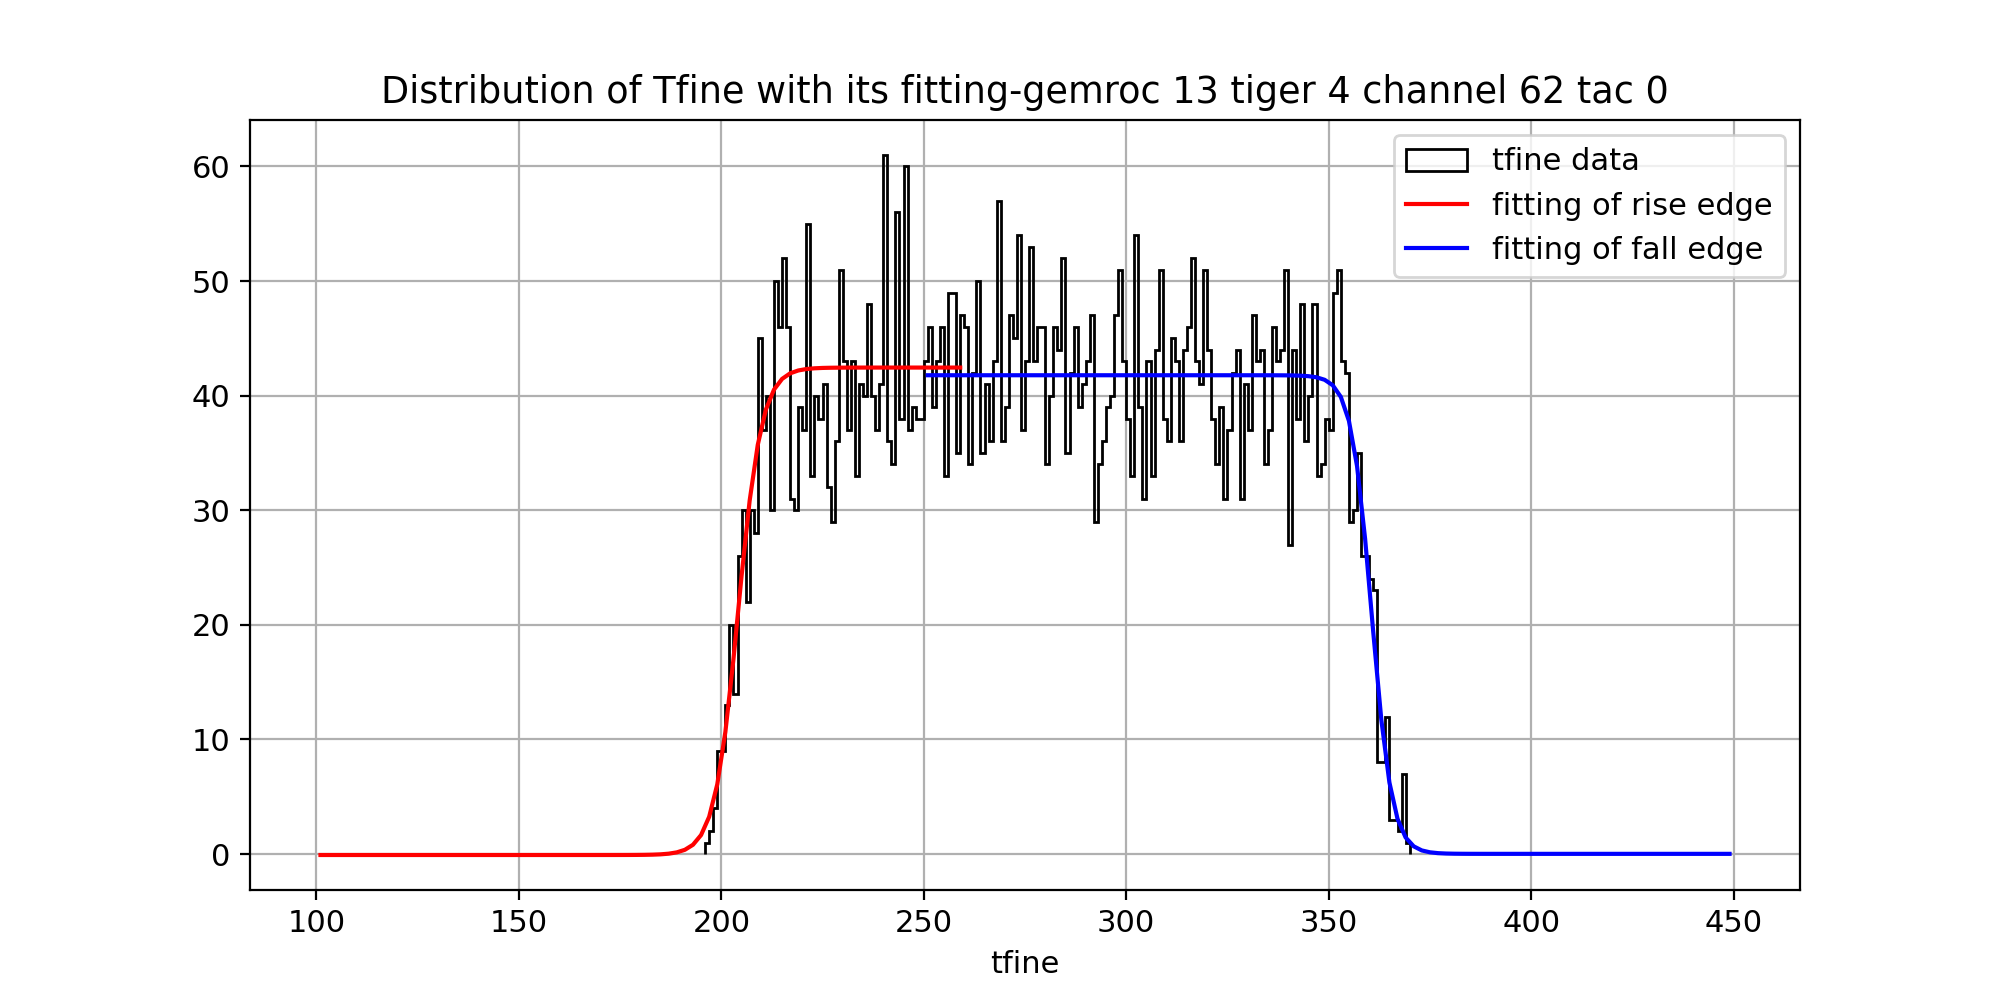 Distribution of Tfine with its fitting-gemroc 13 tiger 4 channel 62 tac 0
tfine data
fitting of rise edge
fitting of fall edge
60
50
40
30
20
10
0
100 150 200 250 300 350 400 450
tfine